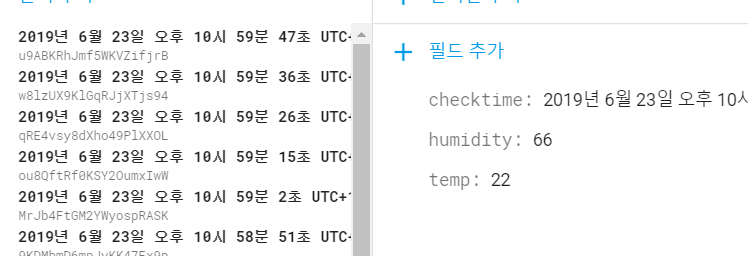 2019년 6월 23일 오후 10시 59분 47초 UTC+
u9ABKRhJmf5WKVZifjrB
2019년 6월 23일 오후 10시 59분 36초 UTC+
w8lzUX9KlGqRJjXTjs94
2019년 6월 23일 오후 10시 59분 26초 UTC+
qRE4vsy8dXho49PlXXOL
2019년 6월 23일 오후 10시 59분 15초 UTC+
ou8QftRf0KSY2OumxIwW
2019년 6월 23일 오후 10시 59분 2초 UTC+
MrJb4FtGM2YWyospRASK
2019년 6월 23일 오후 10시 58분 51초 UTC+
+ 필드 추가
checktime: 2019년 6월 23일 오후 10시
humidity: 66
temp: 22